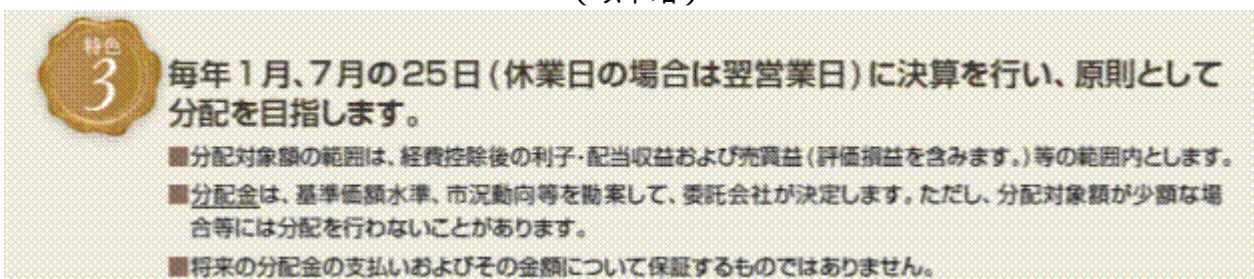 特色
3
毎年1月、7月の25日(休業日の場合は翌営業日)に決算を行い、原則として
分配を目指します。
■分配対象額の範囲は、経費控除後の利子・配当収益および売買益(評価損益を含みます。)等の範囲内とします。
■分配金は、基準価額水準、市況動向等を勘案して、委託会社が決定します。ただし、分配対象額が少額な場
合等には分配を行わないことがあります。
■将来の分配金の支払いおよびその金額について保証するものではありません。